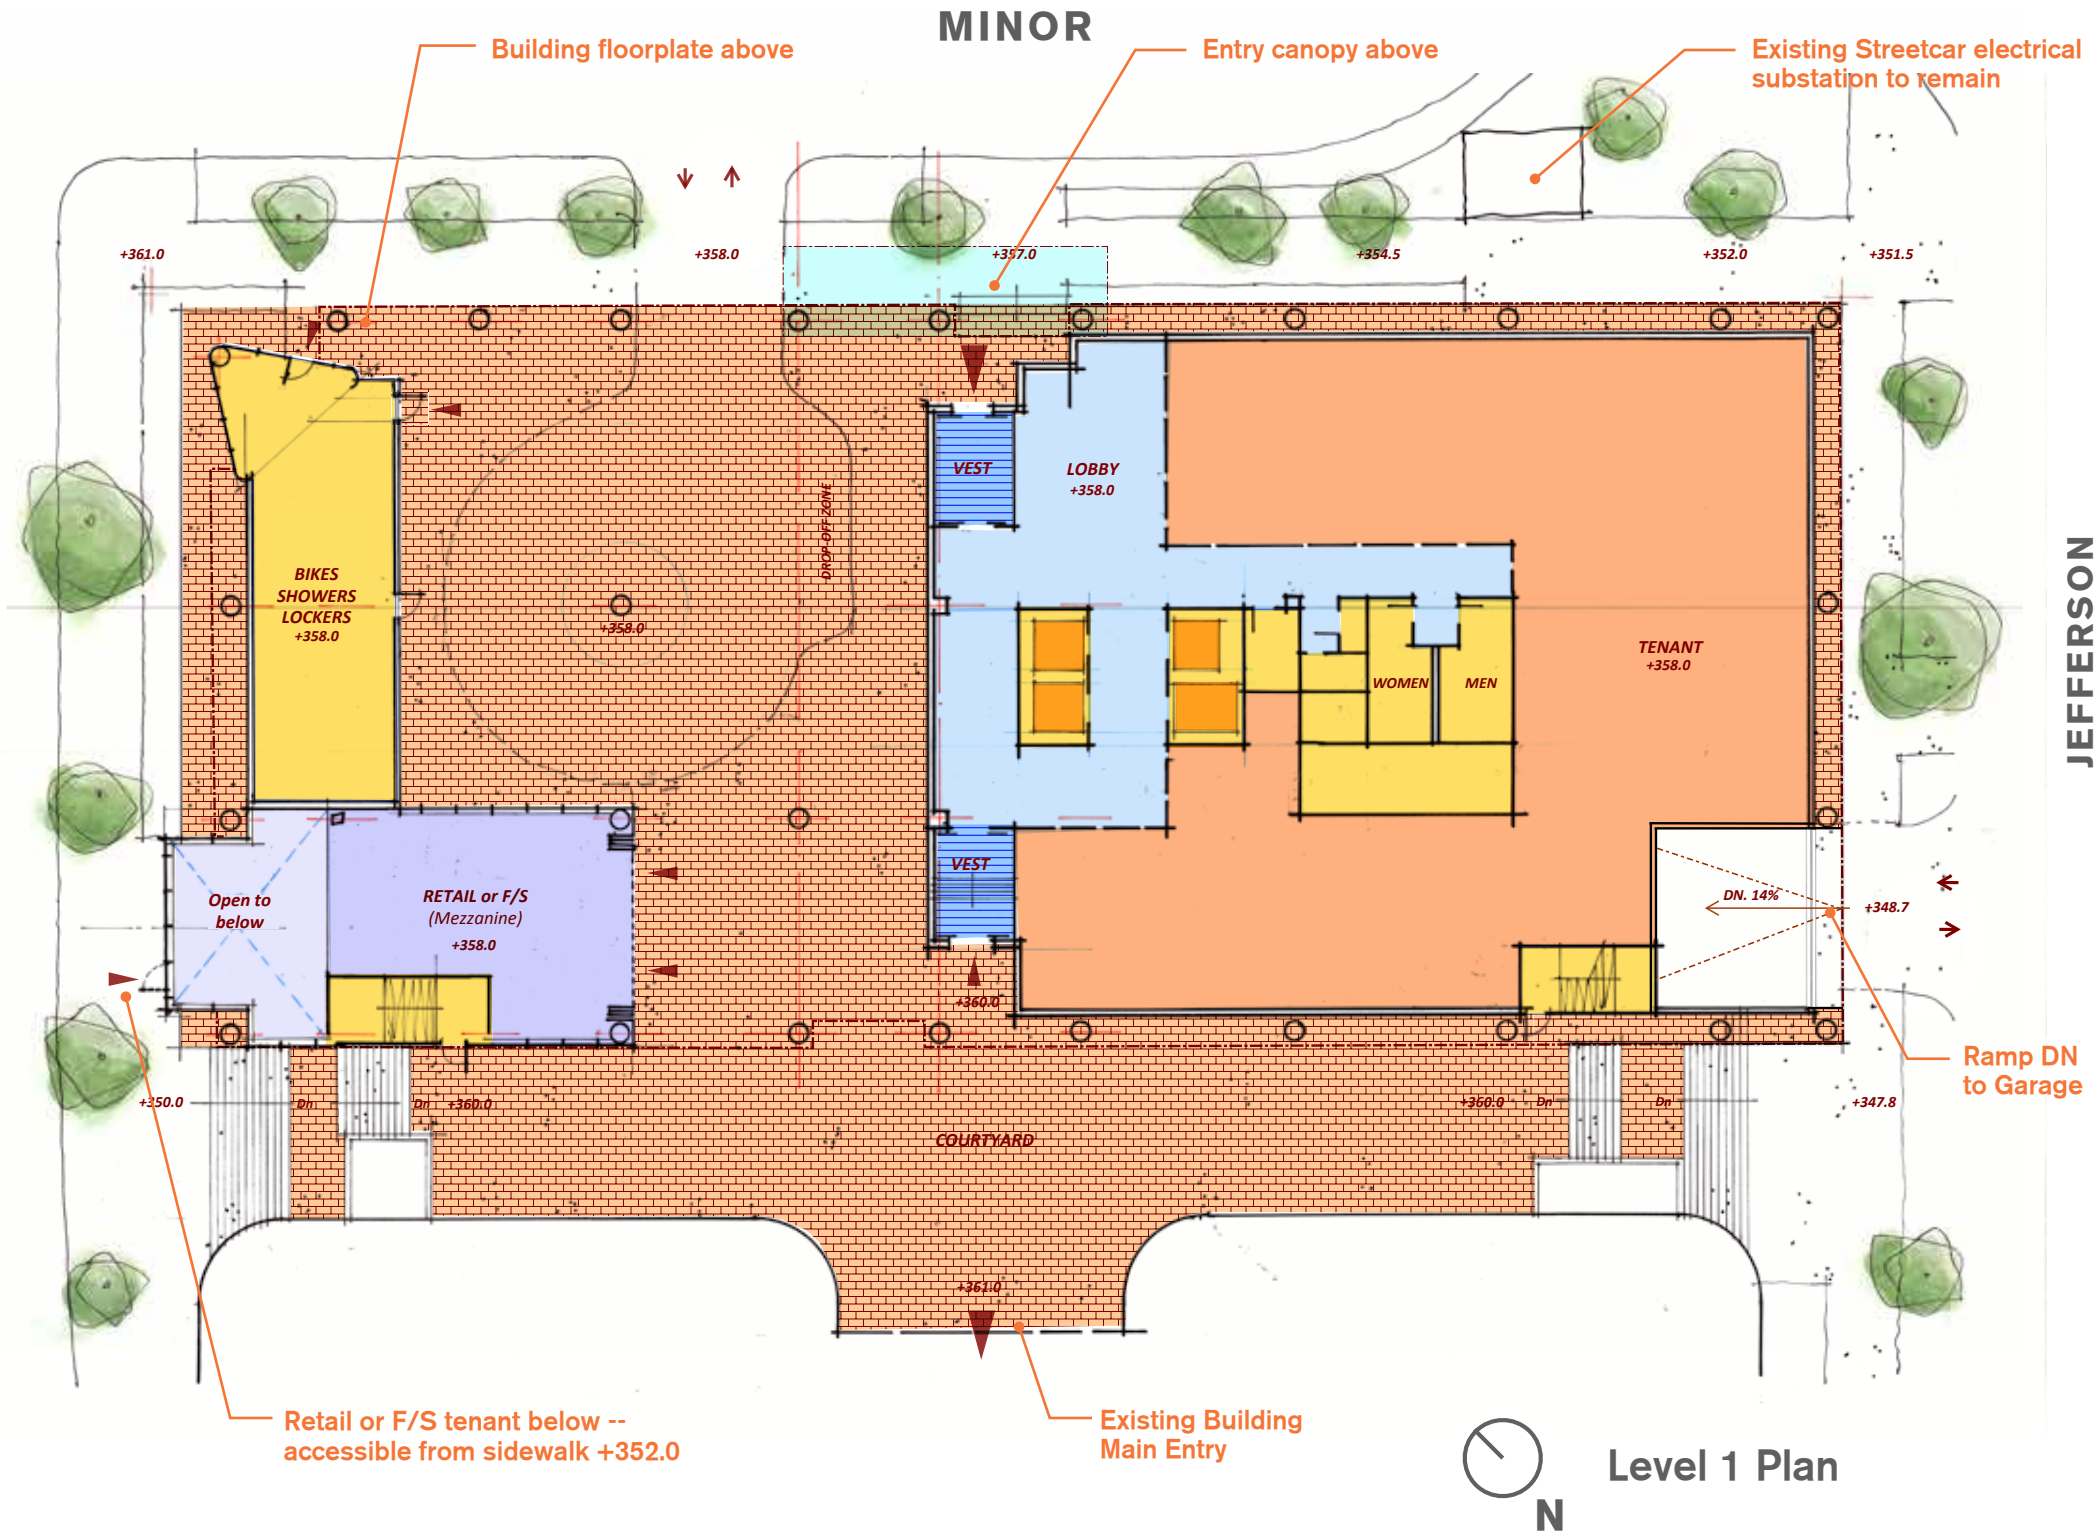 MINOR
Building floorplate above
Entry canopy above
Existing Streetcar electrical
substation to remain
+361.0
+358.0
+357.0
+354.5
+352.0
+351.5
VEST
LOBBY
+358.0
DROP-OFF ZONE
BIKES
SHOWERS
LOCKERS
+358.0
+358.0
TENANT
+358.0
WOMEN
MEN
JEFFERSON
VEST
Open to
below
RETAIL or F/S
(Mezzanine)
+358.0
DN. 14%
+348.7
+360.0
Ramp DN
to Garage
+350.0
Dn
Dn
+360.0
+360.0
Dn
Dn
+347.8
COURTYARD
+361.0
Retail or F/S tenant below --
accessible from sidewalk +352.0
Existing Building
Main Entry
Level 1 Plan
N